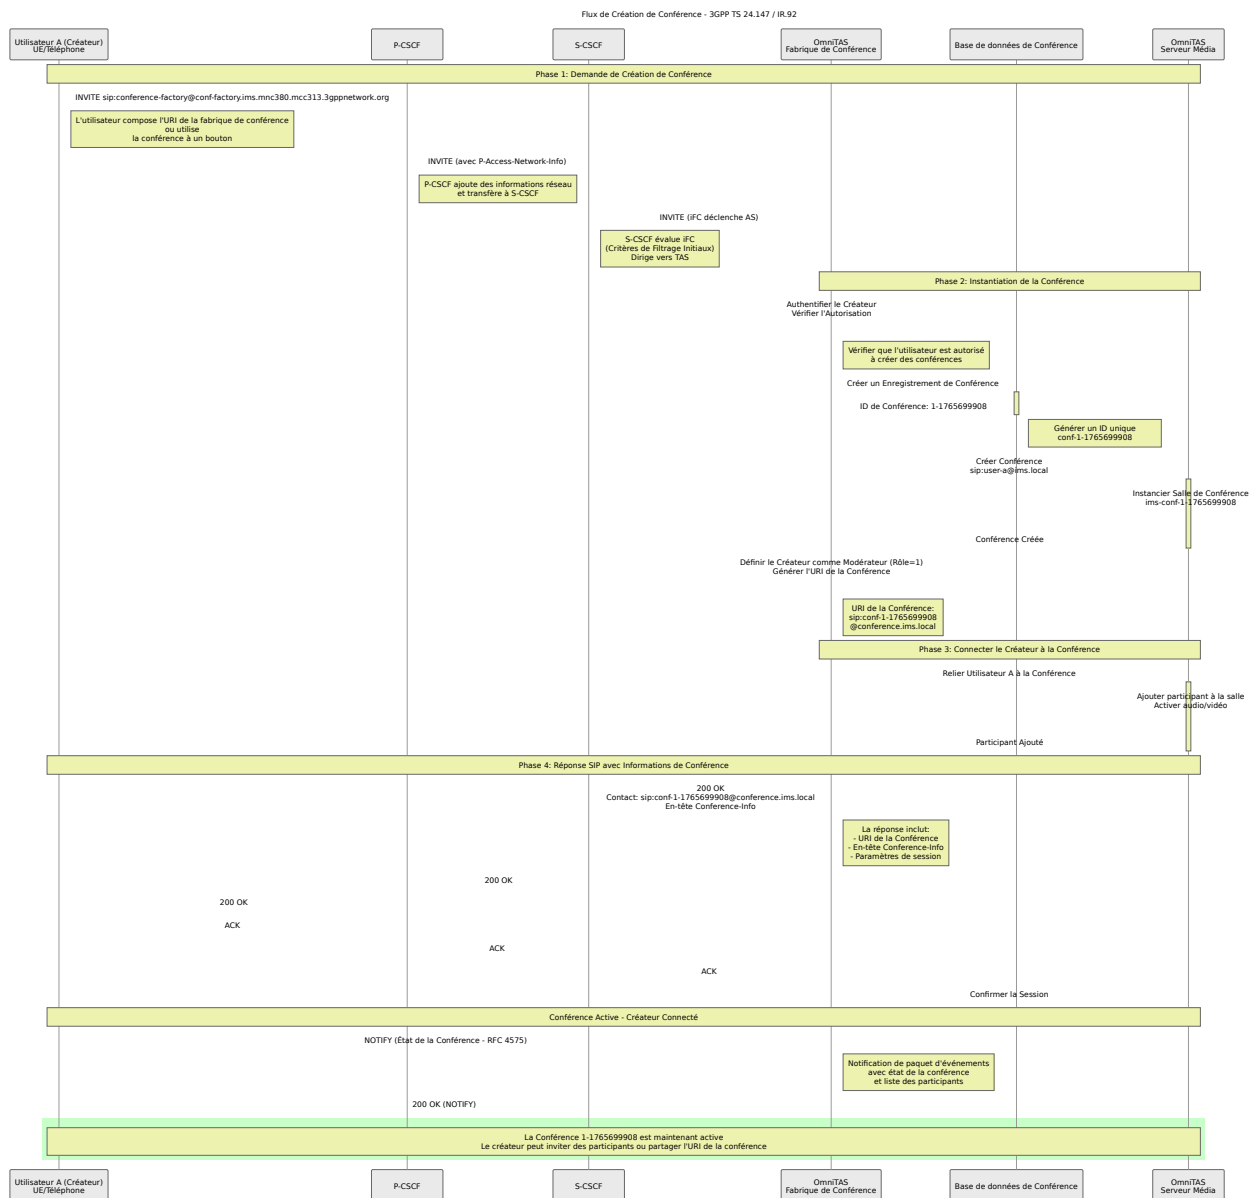 Flux de Création de Conférence - 3GPP TS 24.147 / IR.92
Utilisateur A (Créateur)
UE/Téléphone
P-CSCF
S-CSCF
OmniTAS
Fabrique de Conférence
Base de données de Conférence
OmniTAS
Serveur Média
Phase 1: Demande de Création de Conférence
INVITE sip:conference-factory@conf-factory.ims.mnc380.mcc313.3gppnetwork.org
L'utilisateur compose l'URI de la fabrique de conférence
ou utilise
la conférence à un bouton
INVITE (avec P-Access-Network-Info)
P-CSCF ajoute des informations réseau
et transfère à S-CSCF
INVITE (iFC déclenche AS)
S-CSCF évalue iFC
(Critères de Filtrage Initiaux)
Dirige vers TAS
Phase 2: Instantiation de la Conférence
Authentifier le Créateur
Vérifier l'Autorisation
Vérifier que l'utilisateur est autorisé
à créer des conférences
Créer un Enregistrement de Conférence
ID de Conférence: 1-1765699908
Générer un ID unique
conf-1-1765699908
Créer Conférence
sip:user-a@ims.local
Instancier Salle de Conférence
ims-conf-1-1765699908
Conférence Créée
Définir le Créateur comme Modérateur (Rôle=1)
Générer l'URI de la Conférence
URI de la Conférence:
sip:conf-1-1765699908
@conference.ims.local
Phase 3: Connecter le Créateur à la Conférence
Relier Utilisateur A à la Conférence
Ajouter participant à la salle
Activer audio/vidéo
Participant Ajouté
Phase 4: Réponse SIP avec Informations de Conférence
200 OK
Contact: sip:conf-1-1765699908@conference.ims.local
En-tête Conference-Info
La réponse inclut:
- URI de la Conférence
- En-tête Conference-Info
- Paramètres de session
200 OK
200 OK
ACK
ACK
ACK
Confirmer la Session
Conférence Active - Créateur Connecté
NOTIFY (État de la Conférence - RFC 4575)
Notification de paquet d'événements
avec état de la conférence
et liste des participants
200 OK (NOTIFY)
La Conférence 1-1765699908 est maintenant active
Le créateur peut inviter des participants ou partager l'URI de la conférence
Utilisateur A (Créateur)
UE/Téléphone
P-CSCF
S-CSCF
OmniTAS
Fabrique de Conférence
Base de données de Conférence
OmniTAS
Serveur Média